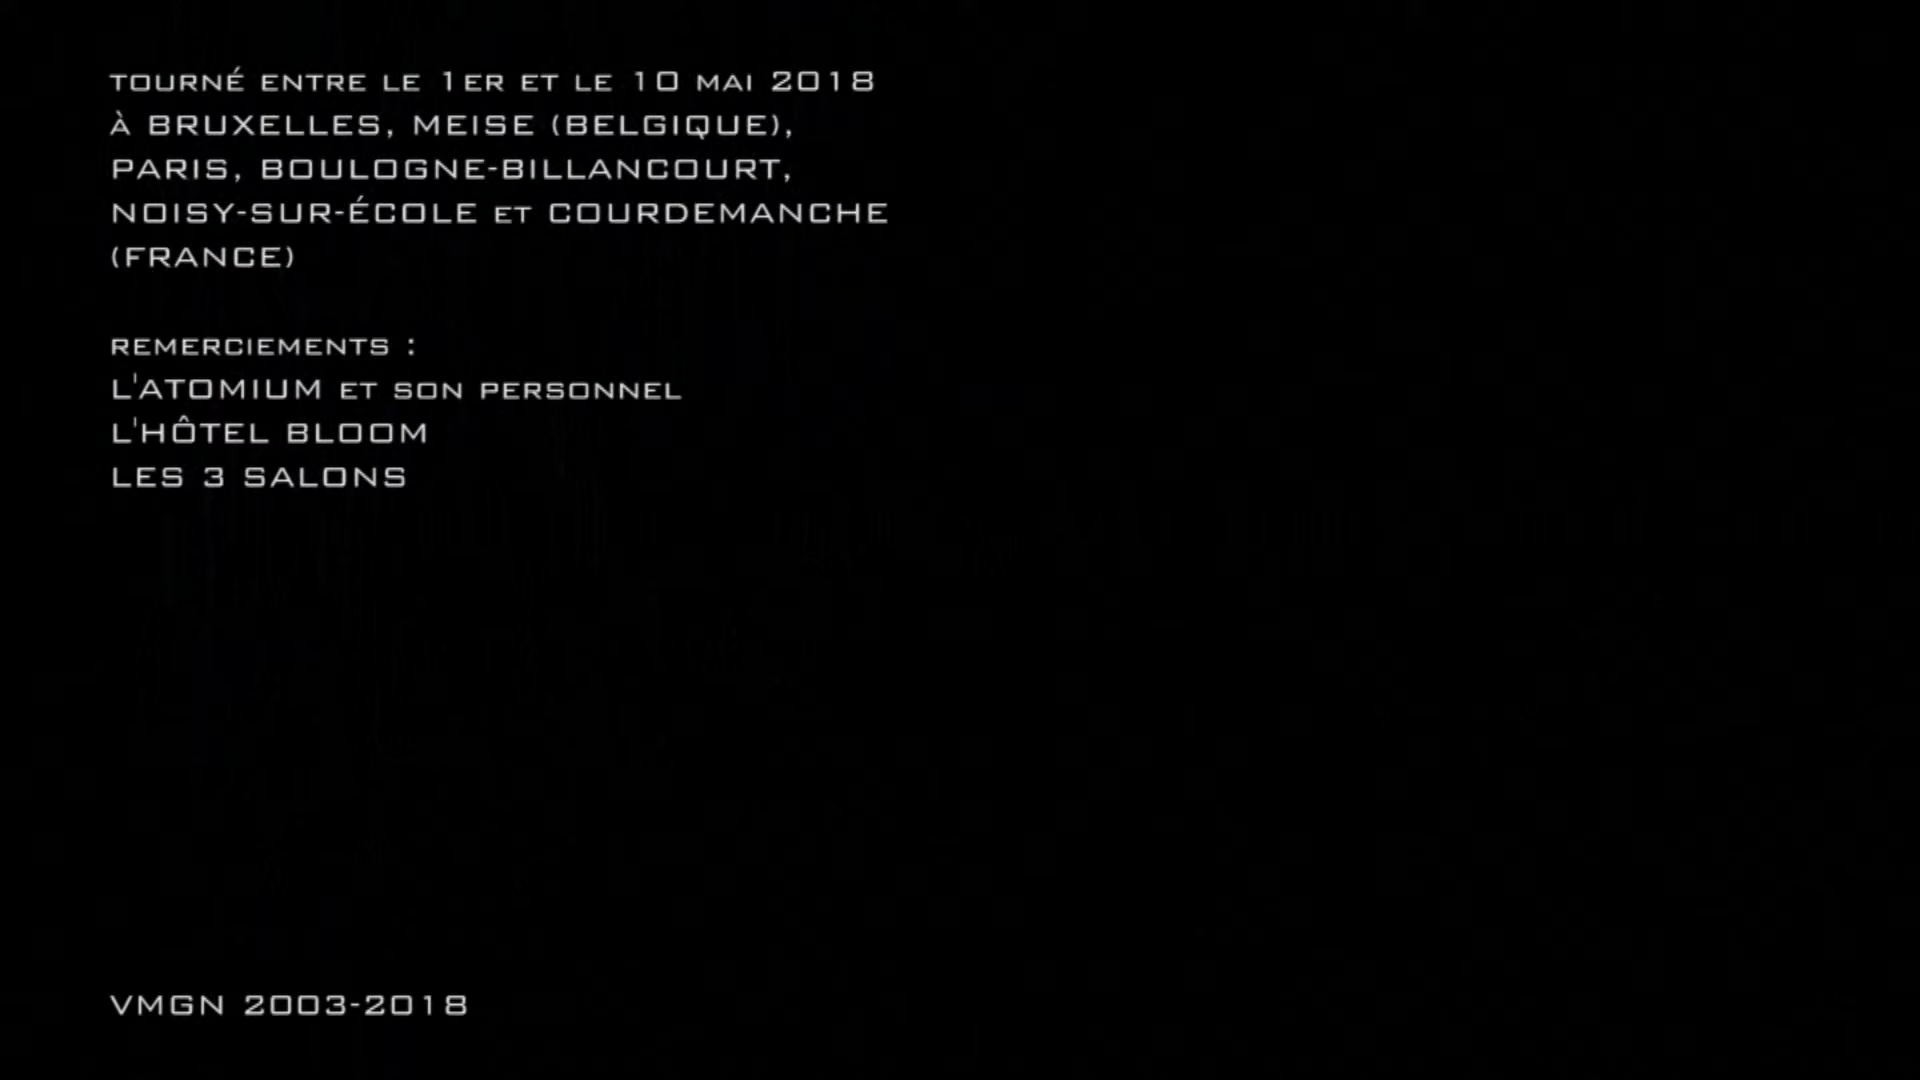 TOURNÉ ENTRE LE 1ER ET LE 10 MAI 2018
À BRUXELLES, MEISE (BELGIQUE),
PARIS, BOULOGNE-BILLANCOURT,
NOISY-SUR-ÉCOLE ET COURDEMANCHE
(FRANCE)
REMERCIEMENTS :
L'ATOMIUM ET SON PERSONNEL
L'HÔTEL BLOOM
LES 3 SALONS
VMGN 2003-2018